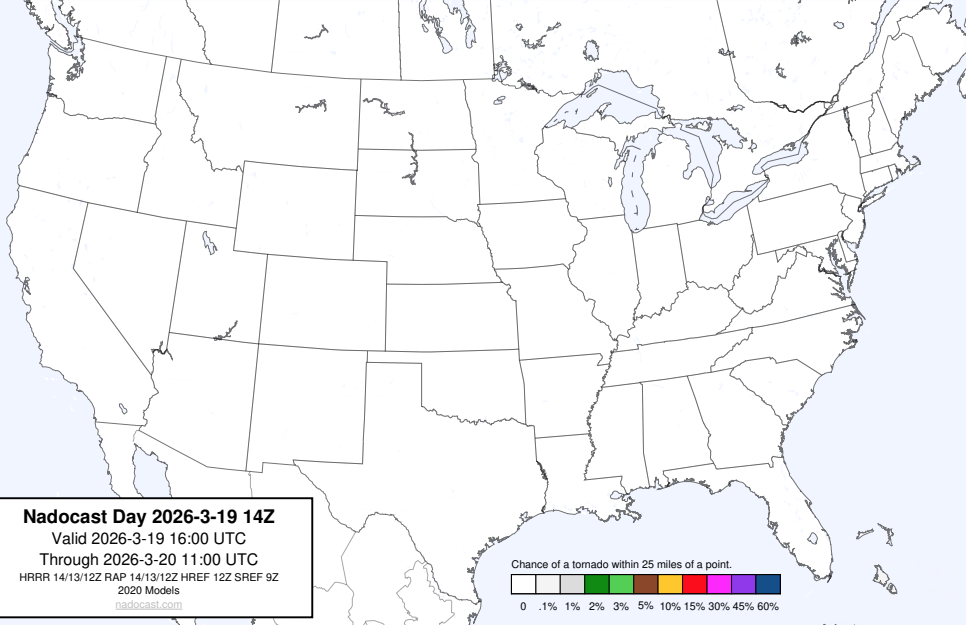 Nadocast Day 2026-3-19 14Z
Valid 2026-3-19 16:00 UTC
Through 2026-3-20 11:00 UTC
HRRR 14/13/12Z RAP 14/13/12Z HREF 12Z SREF 9Z
2020 Models
nadocast.com
Chance of a tornado within 25 miles of a point.
0 .1% 1% 2% 3% 5% 10% 15% 30% 45% 60%